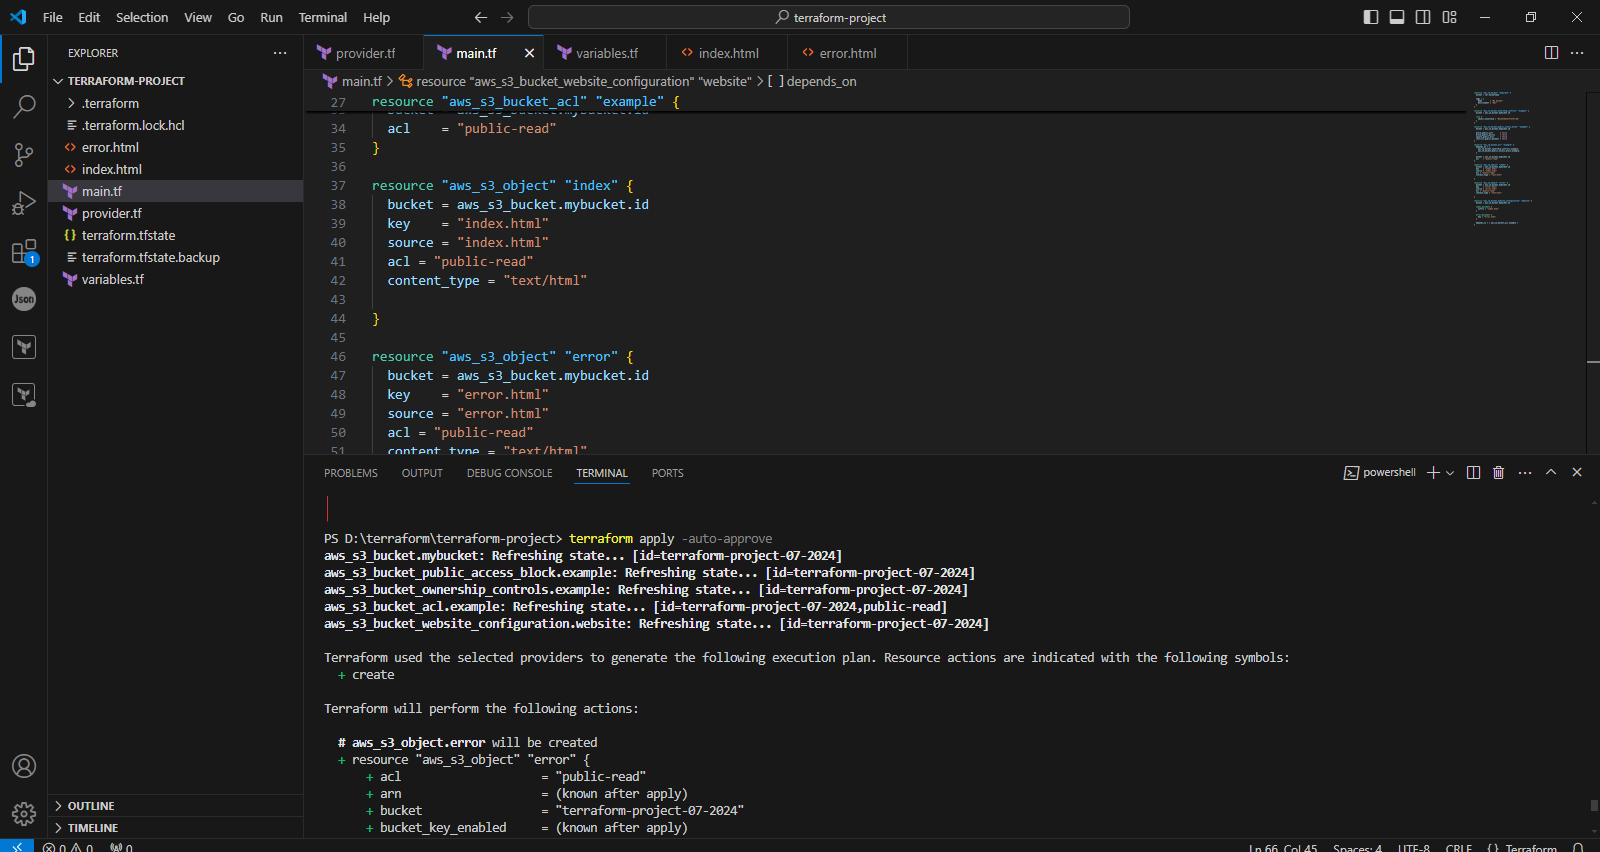 File Edit Selection View Go Run Terminal Help
terraform-project
EXPLORER
TERRAFORM-PROJECT
.terraform
.terraform.lock.hcl
error.html
index.html
main.tf
provider.tf
terraform.tfstate
terraform.tfstate.backup
variables.tf
1
Json
OUTLINE
TIMELINE
provider.tf main.tf variables.tf index.html error.html
main.tf > resource "aws_s3_bucket_website_configuration" "website" > [ ] depends_on
27 resource "aws_s3_bucket_acl" "example" {
33 bucket = aws_s3_bucket.mybucket.id
34 acl    = "public-read"
35 }
36
37 resource "aws_s3_object" "index" {
38 bucket = aws_s3_bucket.mybucket.id
39 key    = "index.html"
40 source = "index.html"
41 acl = "public-read"
42 content_type = "text/html"
43
44 }
45
46 resource "aws_s3_object" "error" {
47 bucket = aws_s3_bucket.mybucket.id
48 key    = "error.html"
49 source = "error.html"
50 acl = "public-read"
51 content_type = "text/html"
PROBLEMS OUTPUT DEBUG CONSOLE TERMINAL PORTS
powershell
PS D:\terraform\terraform-project> terraform apply -auto-approve
aws_s3_bucket.mybucket: Refreshing state... [id=terraform-project-07-2024]
aws_s3_bucket_public_access_block.example: Refreshing state... [id=terraform-project-07-2024]
aws_s3_bucket_ownership_controls.example: Refreshing state... [id=terraform-project-07-2024]
aws_s3_bucket_acl.example: Refreshing state... [id=terraform-project-07-2024,public-read]
aws_s3_bucket_website_configuration.website: Refreshing state... [id=terraform-project-07-2024]
Terraform used the selected providers to generate the following execution plan. Resource actions are indicated with the following symbols:
+ create
Terraform will perform the following actions:
# aws_s3_object.error will be created
+ resource "aws_s3_object" "error" {
+ acl                    = "public-read"
+ arn                    = (known after apply)
+ bucket                 = "terraform-project-07-2024"
+ bucket_key_enabled     = (known after apply)
0 0 0 Ln 66, Col 45 Spaces: 4 UTF-8 CRLF {} Terraform